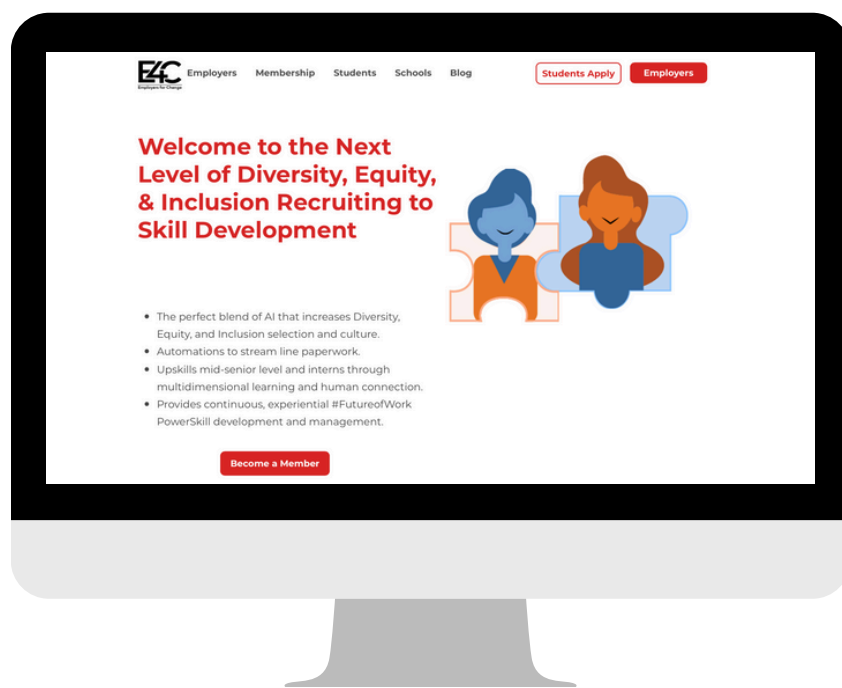 E4C
Employers for Change
Employers Membership Students Schools Blog
Students Apply
Employers
Welcome to the Next
Level of Diversity, Equity,
& Inclusion Recruiting to
Skill Development
• The perfect blend of AI that increases Diversity,
Equity, and Inclusion selection and culture.
• Automations to stream line paperwork.
• Upskills mid-senior level and interns through
multidimensional learning and human connection.
• Provides continuous, experiential #FutureofWork
PowerSkill development and management.
Become a Member